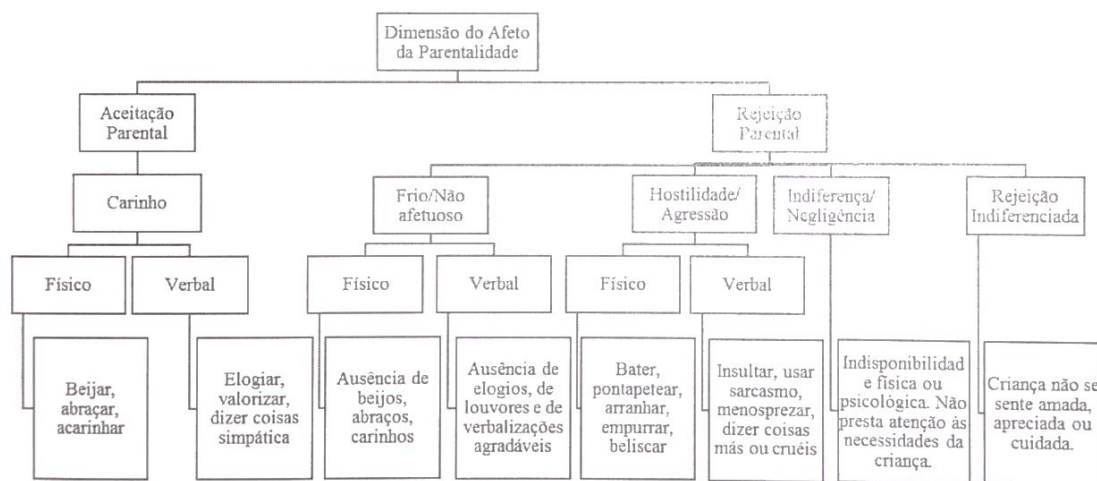 Dimensão do Afeto
da Parentalidade
Aceitação
Parental
Rejeição
Parental
Carinho
Frio/Não
afetuoso
Hostilidade/
Agressão
Indiferença/
Negligência
Rejeição
Indiferenciada
Físico
Verbal
Físico
Verbal
Físico
Verbal
Beijar,
abraçar,
acarinhar
Elogiar,
valorizar,
dizer coisas
simpática
Ausência de
beijos,
abraços,
carinhos
Ausência de
elogios, de
louvores e de
verbalizações
agradáveis
Bater,
pontapetear,
arranhar,
empurrar,
beliscar
Insultar, usar
sarcasmo,
menosprezar,
dizer coisas
más ou cruéis
Indisponibilidad
e física ou
psicológica. Não
presta atenção às
necessidades da
criança.
Criança não se
sente amada,
apreciada ou
cuidada.